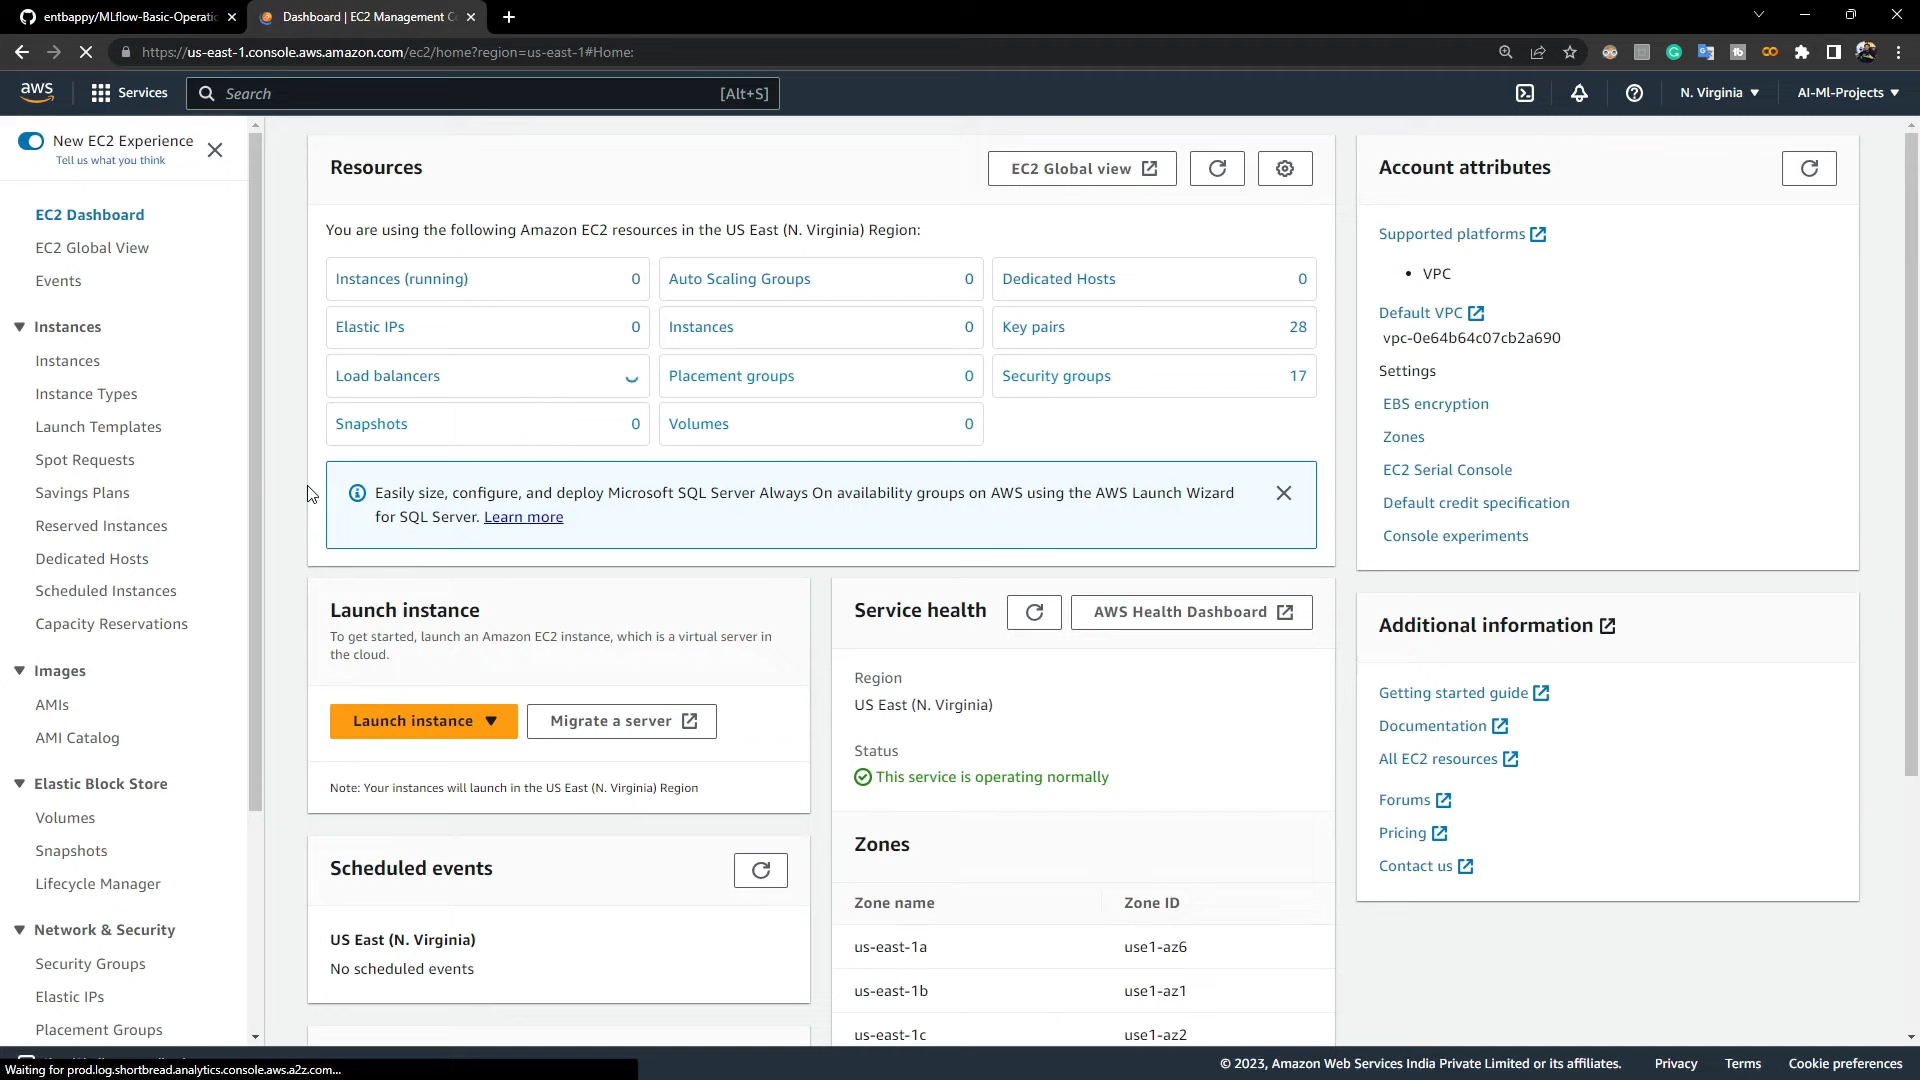 entbappy/MLflow-Basic-Operatic
Dashboard | EC2 Management Co
https://us-east-1.console.aws.amazon.com/ec2/home?region=us-east-1#Home:
aws
Services
Search
[Alt+S]
N. Virginia
AI-Ml-Projects
New EC2 Experience
Tell us what you think
EC2 Dashboard
EC2 Global View
Events
Instances
Instances
Instance Types
Launch Templates
Spot Requests
Savings Plans
Reserved Instances
Dedicated Hosts
Scheduled Instances
Capacity Reservations
Images
AMIs
AMI Catalog
Elastic Block Store
Volumes
Snapshots
Lifecycle Manager
Network & Security
Security Groups
Elastic IPs
Placement Groups
Resources
EC2 Global view
You are using the following Amazon EC2 resources in the US East (N. Virginia) Region:
Instances (running) 0
Auto Scaling Groups 0
Dedicated Hosts 0
Elastic IPs 0
Instances 0
Key pairs 28
Load balancers
Placement groups 0
Security groups 17
Snapshots 0
Volumes 0
Easily size, configure, and deploy Microsoft SQL Server Always On availability groups on AWS using the AWS Launch Wizard
for SQL Server. Learn more
Launch instance
To get started, launch an Amazon EC2 instance, which is a virtual server in
the cloud.
Launch instance
Migrate a server
Note: Your instances will launch in the US East (N. Virginia) Region
Scheduled events
US East (N. Virginia)
No scheduled events
Service health
AWS Health Dashboard
Region
US East (N. Virginia)
Status
This service is operating normally
Zones
Zone name Zone ID
us-east-1a use1-az6
us-east-1b use1-az1
us-east-1c use1-az2
Account attributes
Supported platforms
• VPC
Default VPC
vpc-0e64b64c07cb2a690
Settings
EBS encryption
Zones
EC2 Serial Console
Default credit specification
Console experiments
Additional information
Getting started guide
Documentation
All EC2 resources
Forums
Pricing
Contact us
Waiting for prod.log.shortbread.analytics.console.aws.a2z.com...
© 2023, Amazon Web Services India Private Limited or its affiliates.
Privacy
Terms
Cookie preferences